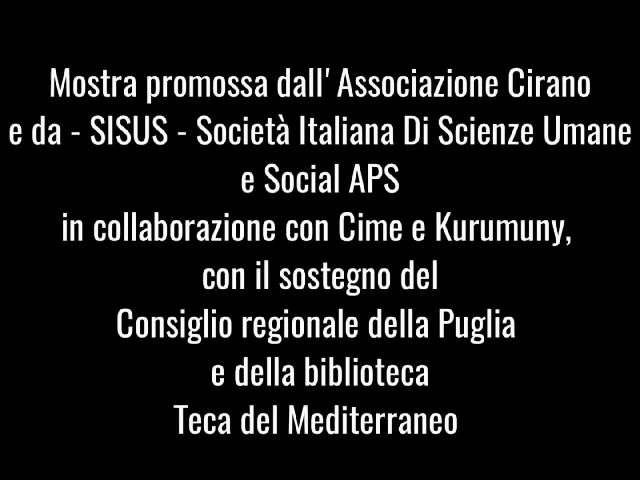 Mostra promossa dall'Associazione Cirano
e da - SISUS - Società Italiana Di Scienze Umane
e Social APS
in collaborazione con Cime e Kurumuny,
con il sostegno del
Consiglio regionale della Puglia
e della biblioteca
Teca del Mediterraneo